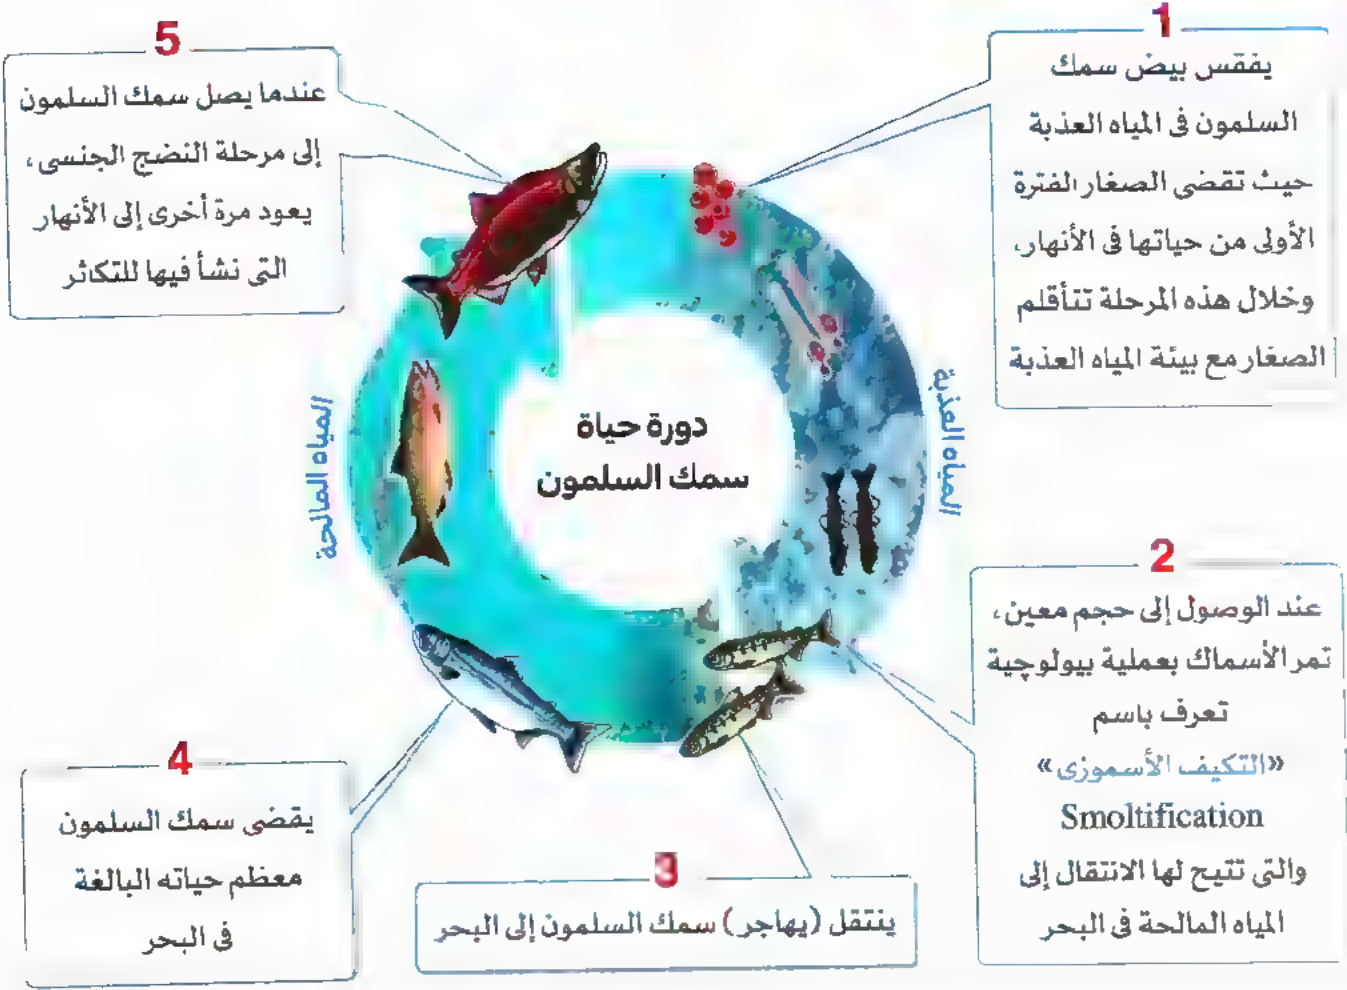 1
يفقس بيض سمك
السلمون فى المياه العذبة
حيث تقضى الصغار الفترة
الأولى من حياتها فى الأنهار،
وخلال هذه المرحلة تتأقلم
الصغار مع بيئة المياه العذبة
2
عند الوصول إلى حجم معين،
تمر الأسماك بعملية بيولوچية
تعرف باسم
«التكيف الأسموزى»
Smoltification
والتى تتيح لها الانتقال إلى
المياه المالحة فى البحر
3
ينتقل (يهاجر) سمك السلمون إلى البحر
4
يقضى سمك السلمون
معظم حياته البالغة
فى البحر
5
عندما يصل سمك السلمون
إلى مرحلة النضج الجنسى،
يعود مرة أخرى إلى الأنهار
التى نشأ فيها للتكاثر
دورة حياة
سمك السلمون
المياه العذبة
المياه المالحة